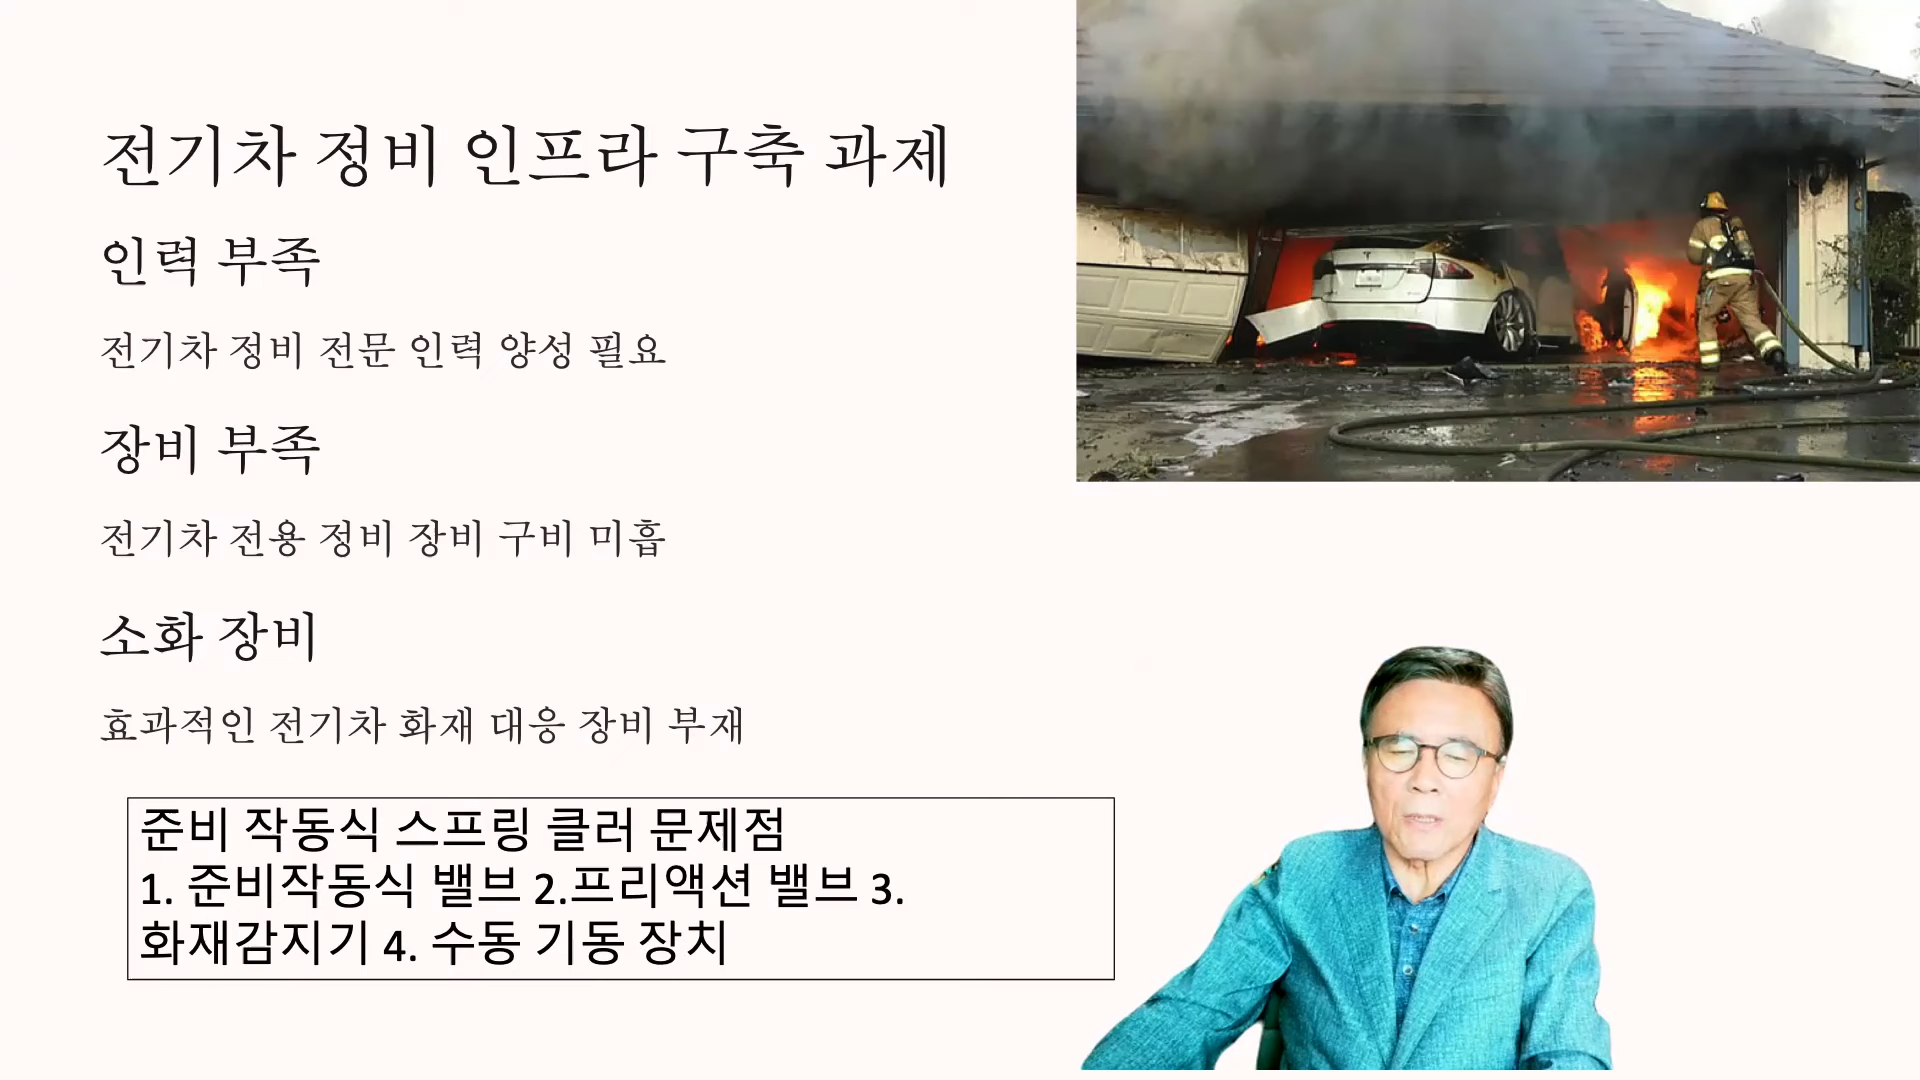 전기차 정비 인프라 구축 과제
인력 부족
전기차 정비 전문 인력 양성 필요
장비 부족
전기차 전용 정비 장비 구비 미흡
소화 장비
효과적인 전기차 화재 대응 장비 부재
준비 작동식 스프링 클러 문제점
1. 준비작동식 밸브 2.프리액션 밸브 3.
화재감지기 4. 수동 기동 장치